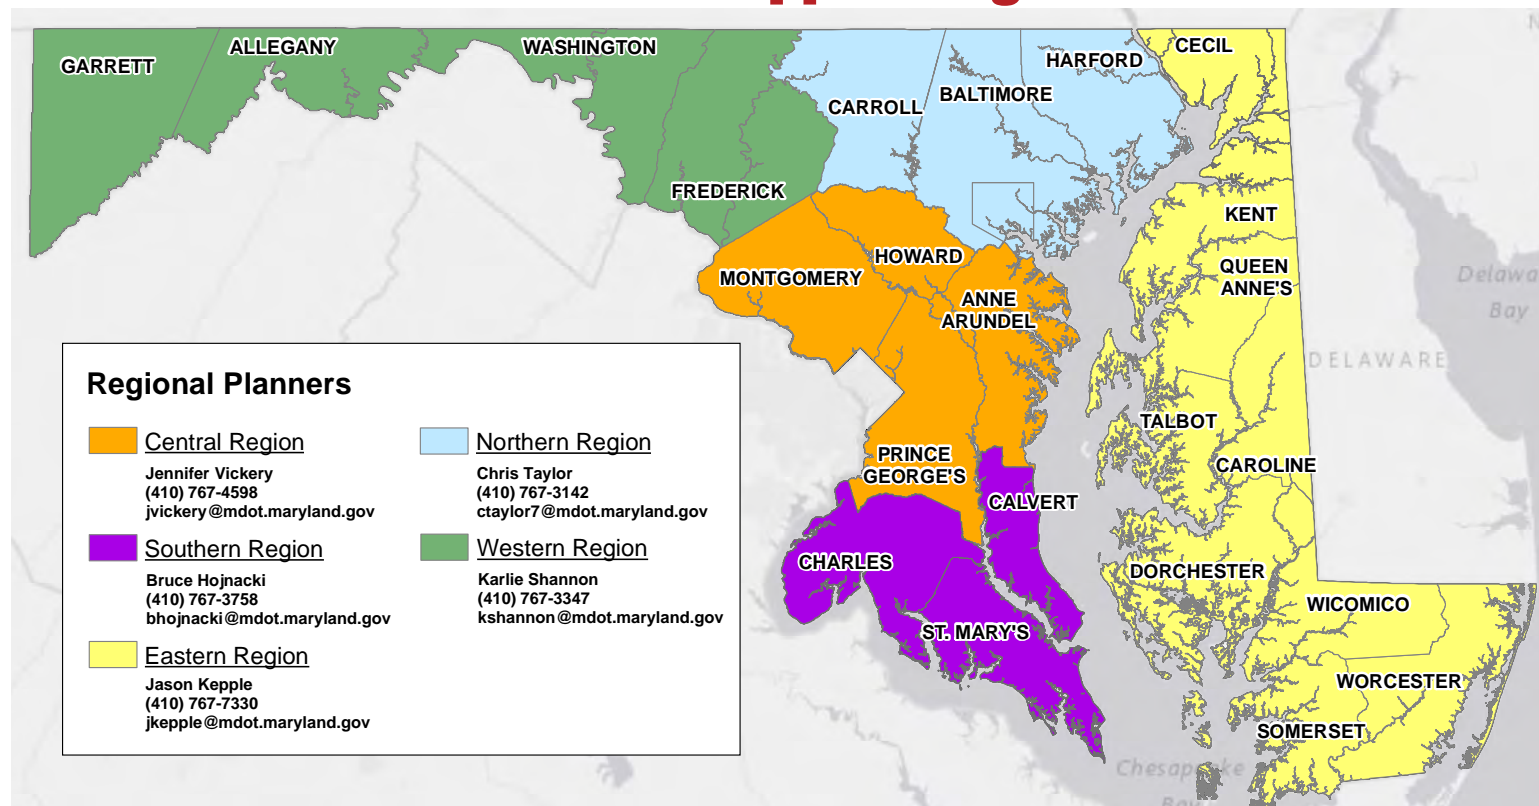 GARRETT
ALLEGANY
WASHINGTON
FREDERICK
CARROLL
BALTIMORE
HARFORD
CECIL
KENT
QUEEN
ANNE'S
HOWARD
MONTGOMERY
ANNE
ARUNDEL
PRINCE
GEORGE'S
CALVERT
CHARLES
ST. MARY'S
TALBOT
CAROLINE
DORCHESTER
WICOMICO
WORCESTER
SOMERSET
DELAWARE
Bay
Chesapeake
Regional Planners
Central Region
Jennifer Vickery
(410) 767-4598
jvickery@mdot.maryland.gov
Southern Region
Bruce Hojnacki
(410) 767-3758
bhojnacki@mdot.maryland.gov
Eastern Region
Jason Kepple
(410) 767-7330
jkepple@mdot.maryland.gov
Northern Region
Chris Taylor
(410) 767-3142
ctaylor7@mdot.maryland.gov
Western Region
Karlie Shannon
(410) 767-3347
kshannon@mdot.maryland.gov